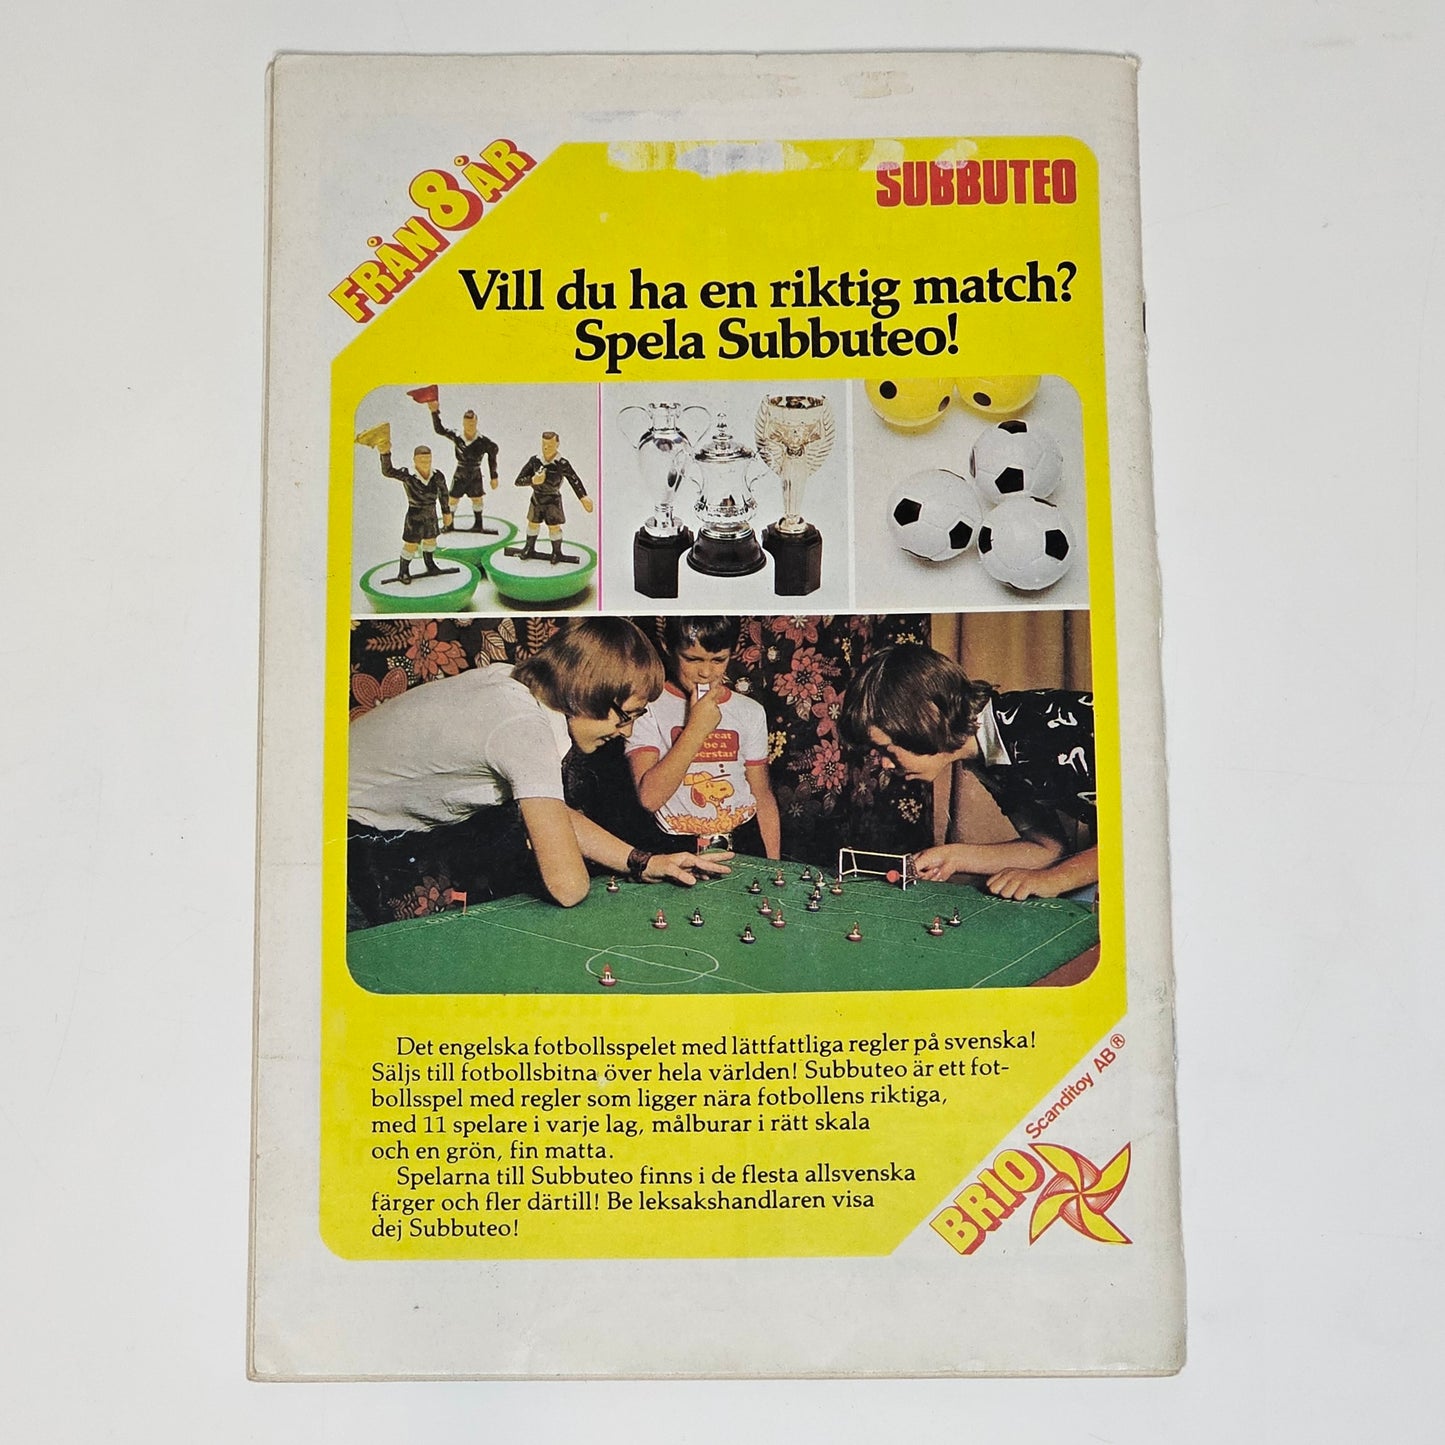 FRÅN 8 ÅR
SUBBUTEO
Vill du ha en riktig match?
Spela Subbuteo!
reat
be a
erstar!
Det engelska fotbollsspelet med lättfattliga regler på svenska!
Säljs till fotbollsbitna över hela världen! Subbuteo är ett fot-
bollsspel med regler som ligger nära fotbollens riktiga,
med 11 spelare i varje lag, målburar i rätt skala
och en grön, fin matta.
Spelarna till Subbuteo finns i de flesta allsvenska
färger och fler därtill! Be leksakshandlaren visa
dej Subbuteo!
BRIO
Scanditoy AB®